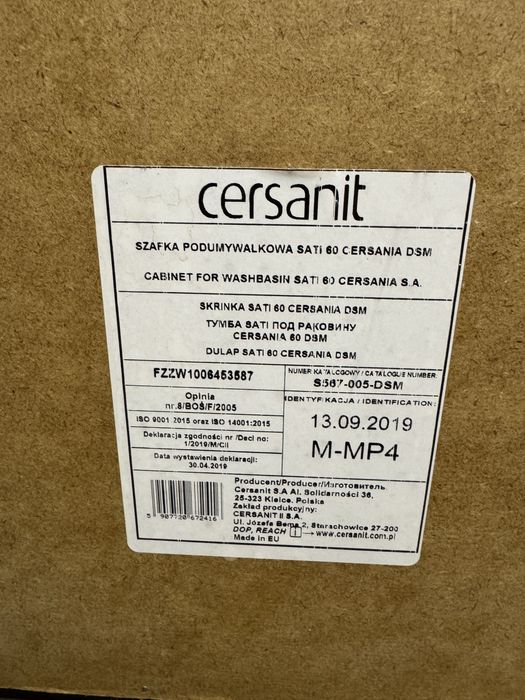 cersanit
SZAFKA PODUMYWALKOWA SATI 60 CERSANIA DSM
CABINET FOR WASHBASIN SATI 60 CERSANIA S.A.
SKRINKA SATI 60 CERSANIA DSM
ТУМБА SATI ПОД РАКОВИНУ
CERSANIA 60 DSM
DULAP SATI 60 CERSANIA DSM
FZZW1006453587
NUMER KATALOGOWY / CATALOGUE NUMBER:
S567-005-DSM
Opinia
nr.8/BOŚ/F/2005
IDENTYFIKACJA / IDENTIFICATION:
ISO 9001 2015 oraz ISO 14001:2015
13.09.2019
Deklaracja zgodności nr /Decl no:
1/2019/M/CII
M-MP4
Data wystawienia deklaracji:
30.04.2019
Producent/Producer/Изготовитель
Cersanit S.A Al. Solidarności 36,
25-323 Kielce, Polska
Zakład produkcyjny:
CERSANIT II S.A.
Ul. Józefa Bema 2, Starachowice 27-200
DOP, REACH i → www.cersanit.com.pl
Made in EU
5 907720 672416